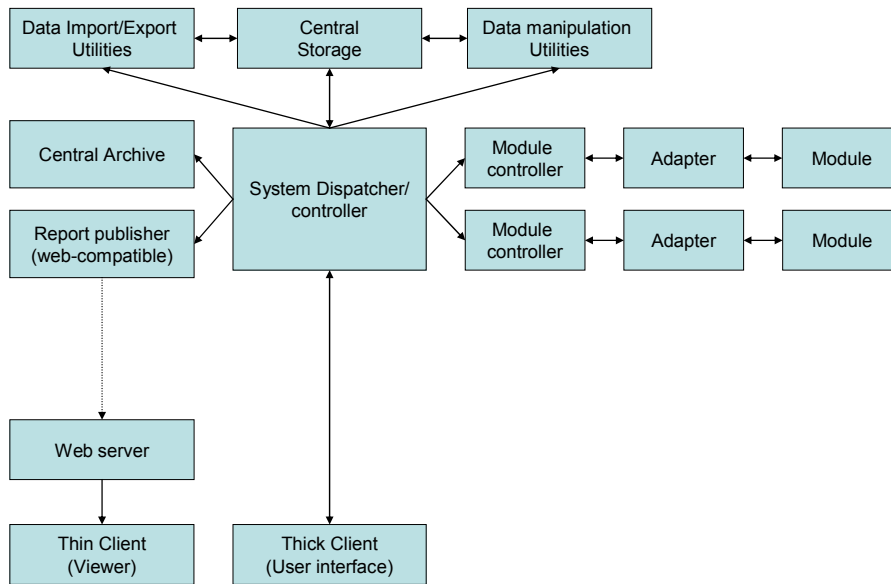 Data Import/Export
Utilities
Central
Storage
Data manipulation
Utilities
Central Archive
System Dispatcher/
controller
Module
controller
Adapter
Module
Report publisher
(web-compatible)
Module
controller
Adapter
Module
Web server
Thin Client
(Viewer)
Thick Client
(User interface)